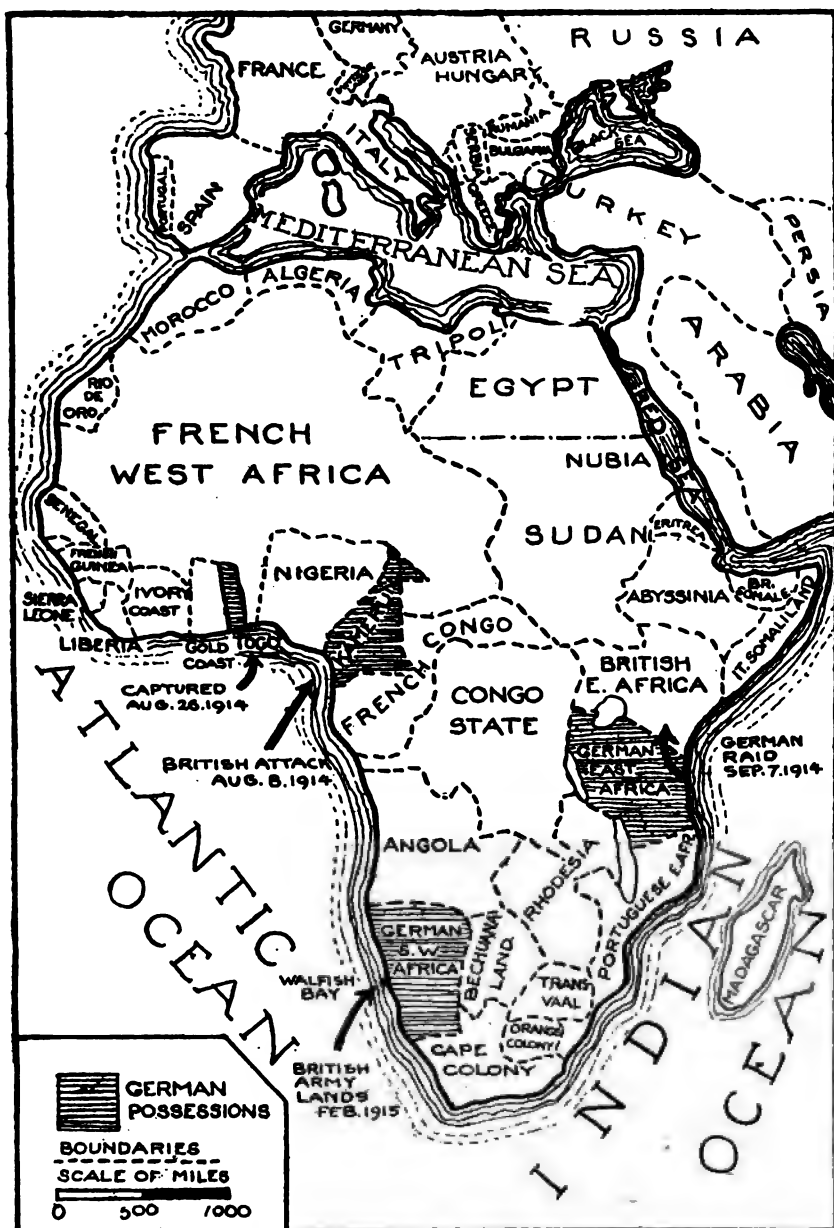 GERMANY
RUSSIA
FRANCE
AUSTRIA
HUNGARY
ITALY
RUMANIA
BULGARIA
BLACK
SEA
PORTUGAL
SPAIN
TURKEY
PERSIA
MEDITERRANEAN SEA
MOROCCO
ALGERIA
TRIPOLI
EGYPT
ARABIA
RED SEA
RIO
DE
ORO
FRENCH
WEST AFRICA
NUBIA
SUDAN
ERITREA
SENEGAL
FRENCH
GUINEA
SIERRA
LEONE
IVORY
COAST
LIBERIA
GOLD
COAST
TOGO
NIGERIA
ABYSSINIA
BR.
IT. SOMALILAND
FRENCH CONGO
CONGO
STATE
BRITISH
E. AFRICA
CAPTURED
AUG. 26. 1914
BRITISH ATTACK
AUG. 8. 1914
GERMAN
EAST
AFRICA
GERMAN
RAID
SEP. 7. 1914
ATLANTIC
OCEAN
ANGOLA
RHODESIA
PORTUGUESE E. AFR.
MADAGASCAR
INDIAN
OCEAN
GERMAN
S.W.
AFRICA
BECHUANA
LAND
WALFISH
BAY
TRANS
VAAL
ORANGE
COLONY
CAPE
COLONY
BRITISH
ARMY
LANDS
FEB. 1915
GERMAN
POSSESSIONS
BOUNDARIES
SCALE OF MILES
0 500 1000